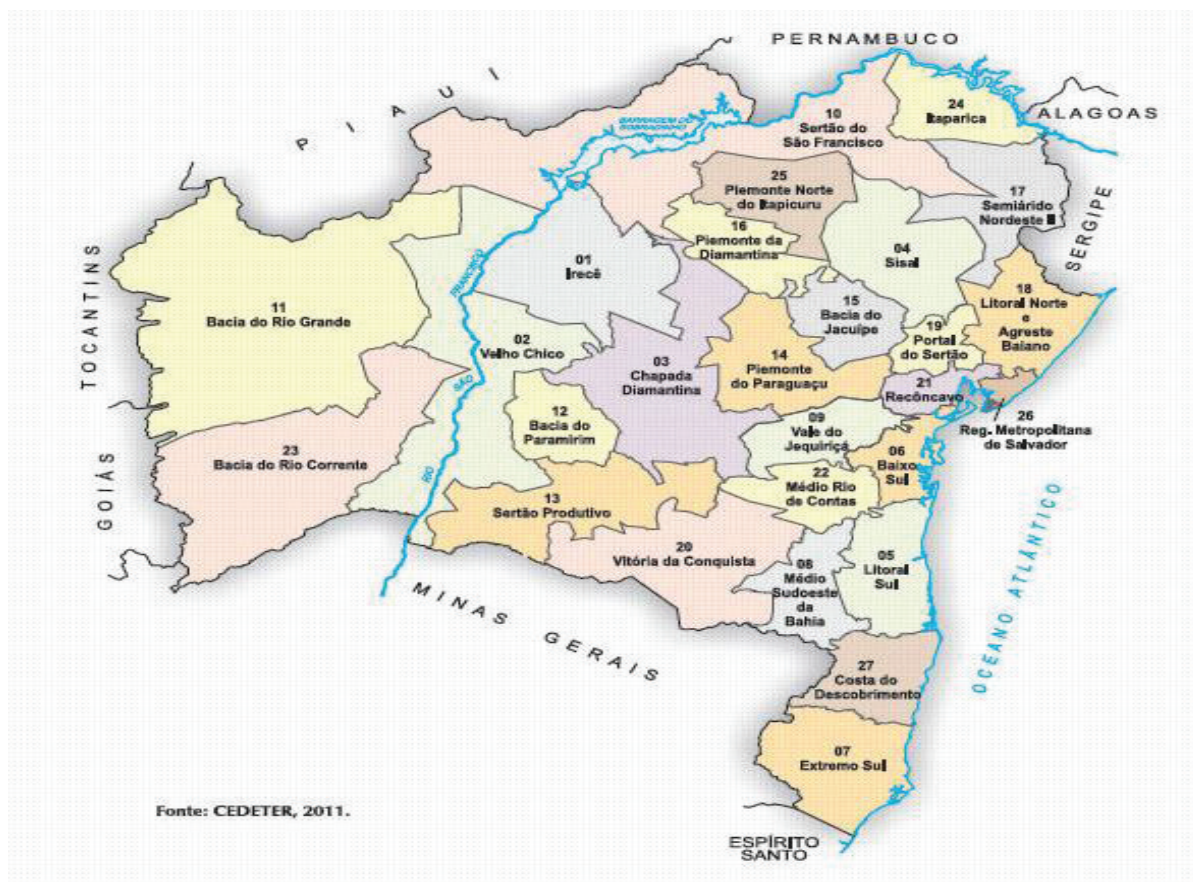 PERNAMBUCO
PIAUI
ALAGOAS
SERGIPE
TOCANTINS
GOIÁS
BARRAGEM DO
SOBRADINHO
24
Itaparica
10
Sertão do
São Francisco
25
Piemonte Norte
do Itapicuru
17
Semiárido
Nordeste II
16
Piemonte da
Diamantina
04
Sisal
01
Irecê
RIO
SÃO
FRANCISCO
11
Bacia do Rio Grande
15
Bacia do
Jacuípe
18
Litoral Norte
e
Agreste
Baiano
19
Portal
do Sertão
02
Velho Chico
03
Chapada
Diamantina
14
Piemonte
do Paraguaçu
21
Recôncavo
26
Reg. Metropolitana
de Salvador
12
Bacia do
Paramirim
09
Vale do
Jequiriçá
06
Baixo
Sul
23
Bacia do Rio Corrente
22
Médio Rio
de Contas
13
Sertão Produtivo
20
Vitória da Conquista
08
Médio
Sudoeste
da
Bahia
05
Litoral
Sul
OCEANO ATLÂNTICO
MINAS GERAIS
27
Costa do
Descobrimento
07
Extremo Sul
Fonte: CEDETER, 2011.
ESPÍRITO
SANTO